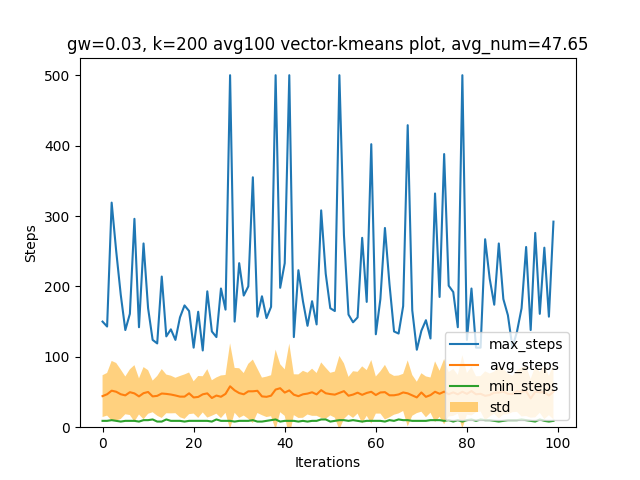 gw=0.03, k=200 avg100 vector-kmeans plot, avg_num=47.65
500
400
300
200
100
0
Steps
0
20
40
60
80
100
Iterations
max_steps
avg_steps
min_steps
std